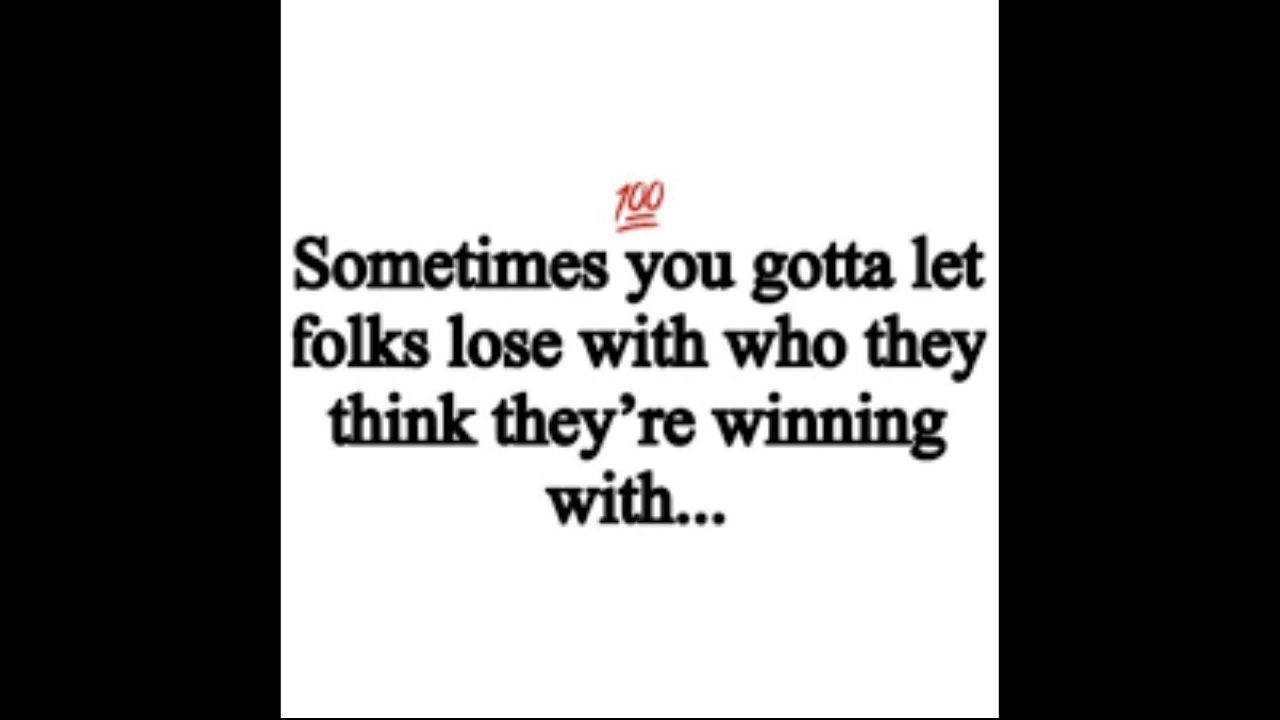 💯
Sometimes you gotta let
folks lose with who they
think they’re winning
with...